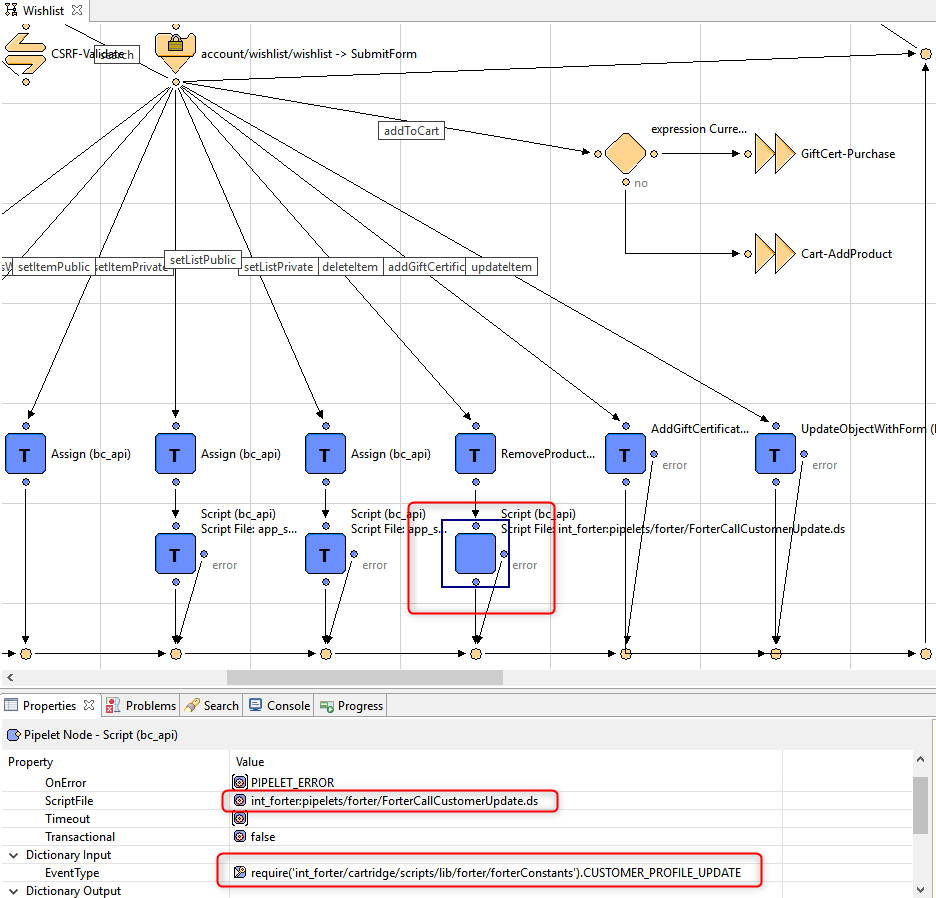 Wishlist
CSRF-Validate
search
account/wishlist/wishlist -> SubmitForm
addToCart
expression Curre...
GiftCert-Purchase
no
Cart-AddProduct
setItemPublic
setItemPrivate
setListPublic
setListPrivate
deleteItem
addGiftCertific
updateItem
Assign (bc_api)
Assign (bc_api)
Assign (bc_api)
RemoveProduct...
AddGiftCertificat...
error
UpdateObjectWithForm (
error
Script (bc_api)
Script File: app_s...
error
Script (bc_api)
Script File: app_s...
error
Script (bc_api)
Script File: int_forter:pipelets/forter/ForterCallCustomerUpdate.ds
error
T
T
T
T
T
T
T
T
Properties
Problems
Search
Console
Progress
Pipelet Node - Script (bc_api)
Property Value
OnError PIPELET_ERROR
ScriptFile int_forter:pipelets/forter/ForterCallCustomerUpdate.ds
Timeout
Transactional false
Dictionary Input
EventType require('int_forter/cartridge/scripts/lib/forter/forterConstants').CUSTOMER_PROFILE_UPDATE
Dictionary Output